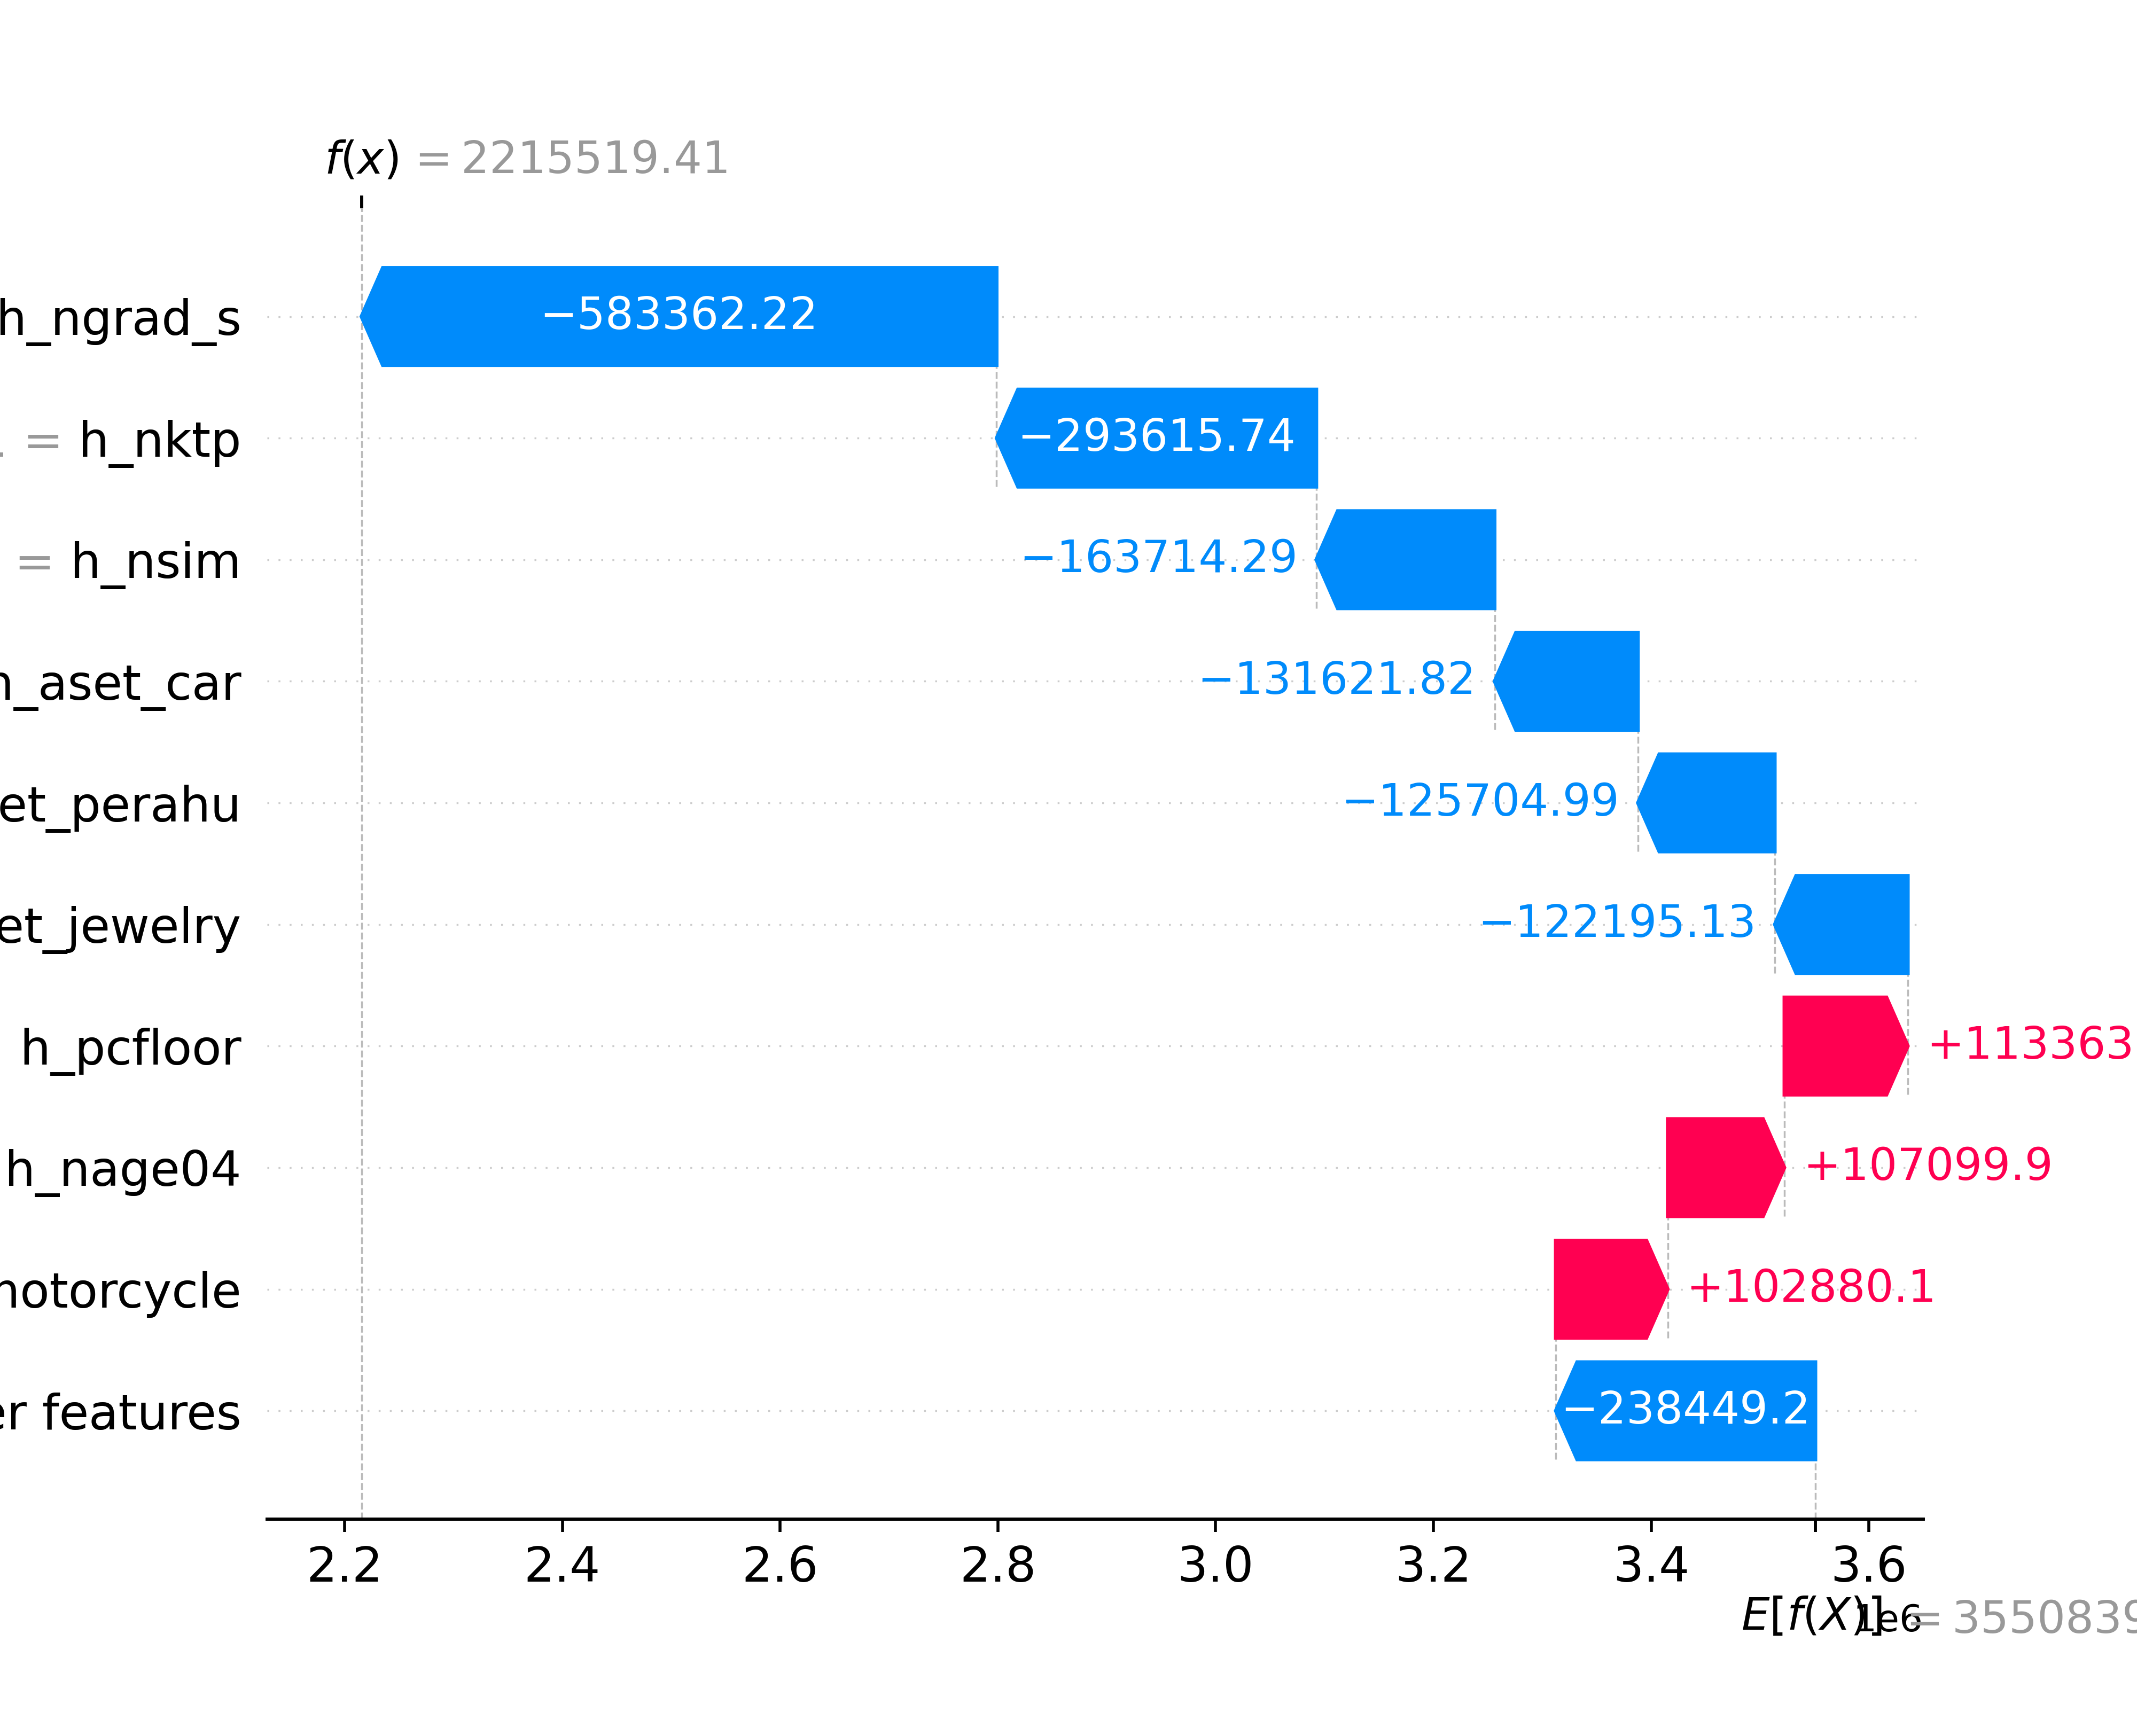 f(x) = 2215519.41
h_ngrad_s −583362.22
= h_nktp −293615.74
= h_nsim −163714.29
_aset_car −131621.82
et_perahu −125704.99
et_jewelry −122195.13
h_pcfloor +113363
h_nage04 +107099.9
otorcycle +102880.1
er features −238449.2
2.2 2.4 2.6 2.8 3.0 3.2 3.4 3.6
E[f(X)] = 3550839
1e6